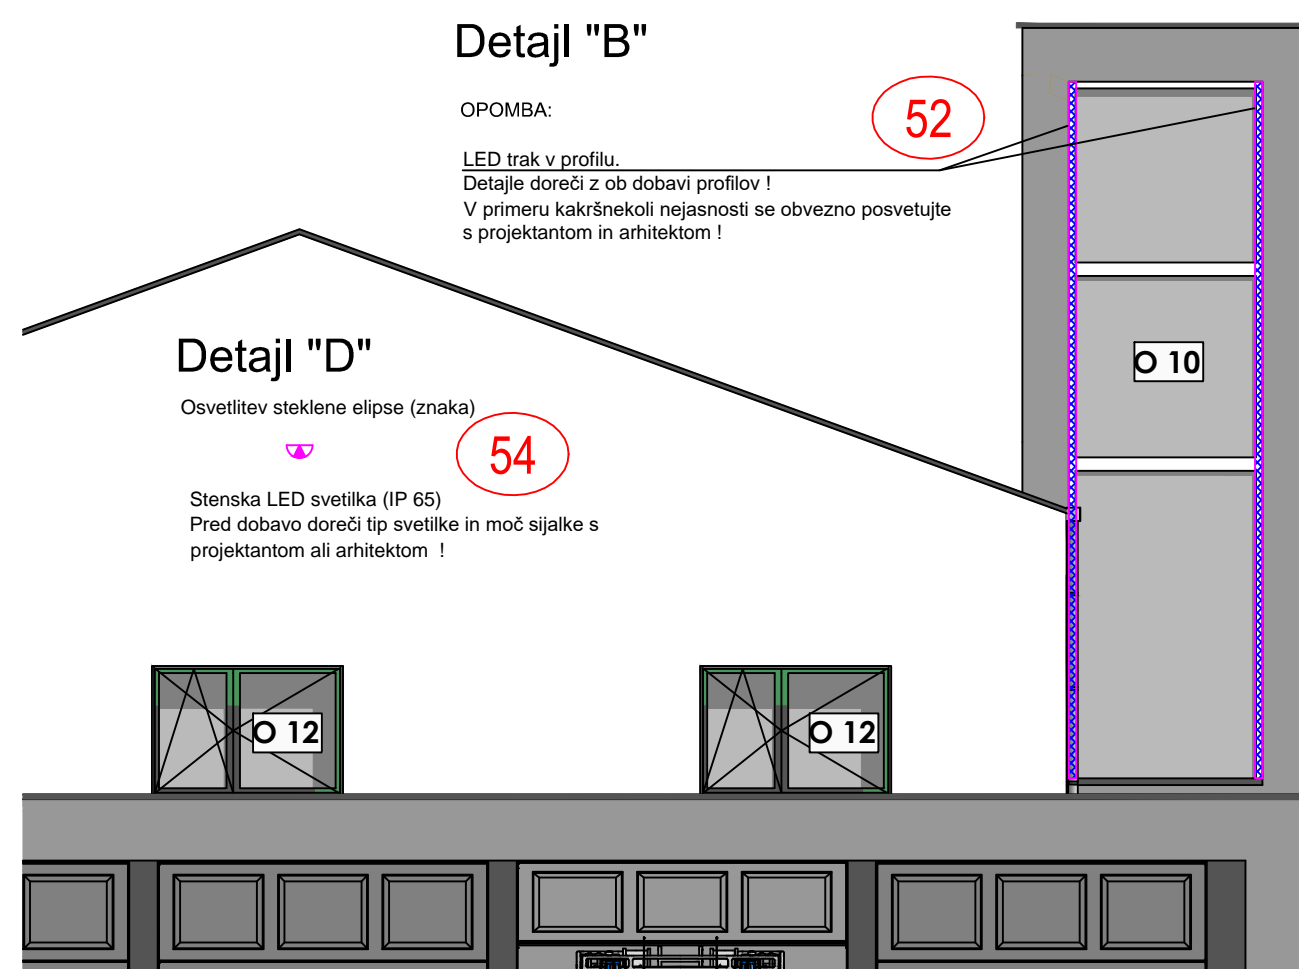 Detajl "B"
OPOMBA:
52
LED trak v profilu.
Detajle doreči z ob dobavi profilov !
V primeru kakršnekoli nejasnosti se obvezno posvetujte
s projektantom in arhitektom !
Detajl "D"
O 10
Osvetlitev steklene elipse (znaka)
54
Stenska LED svetilka (IP 65)
Pred dobavo doreči tip svetilke in moč sijalke s
projektantom ali arhitektom !
O 12
O 12